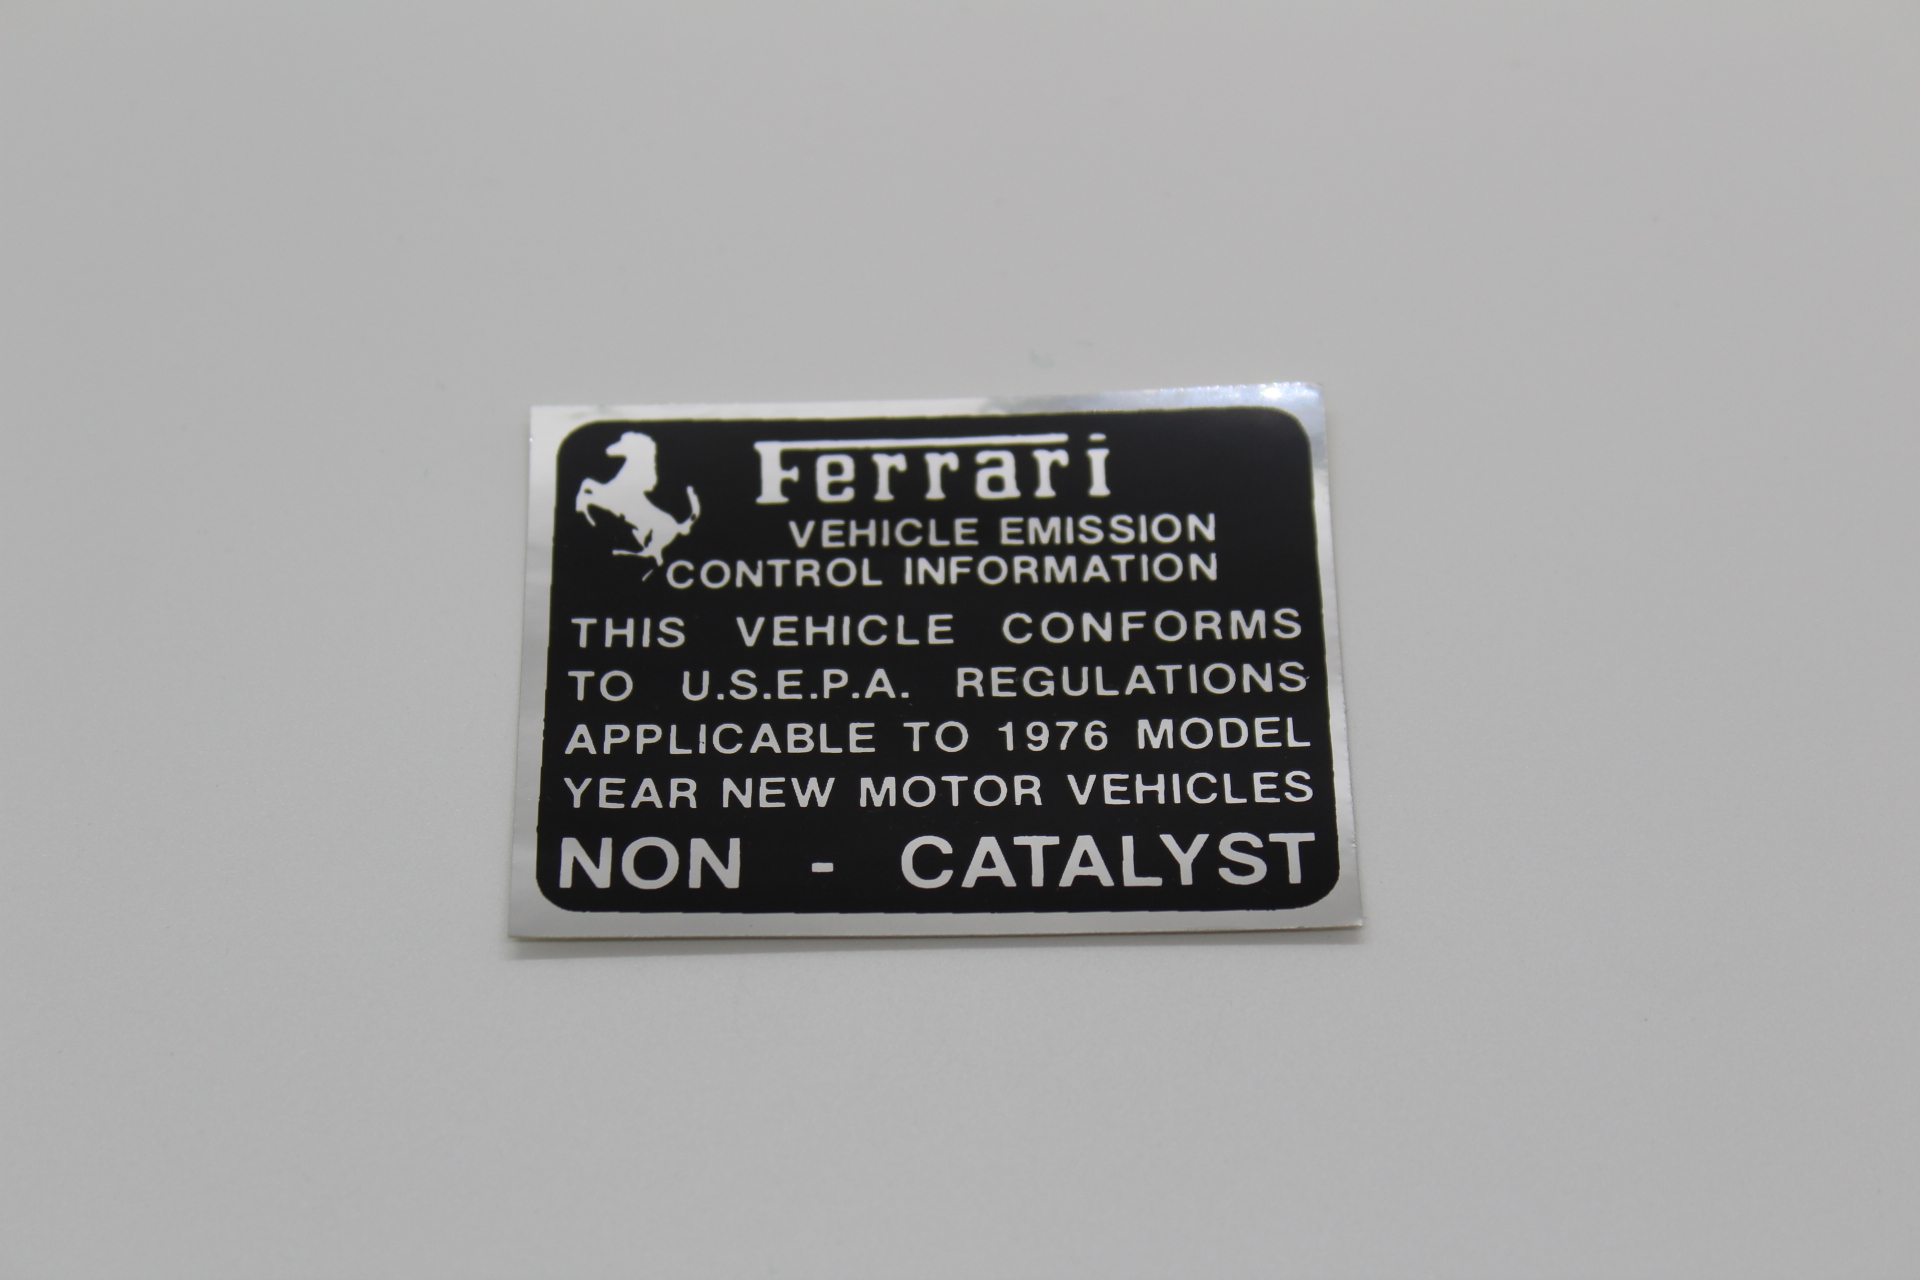 Ferrari
VEHICLE EMISSION
CONTROL INFORMATION
THIS VEHICLE CONFORMS
TO U.S.E.P.A. REGULATIONS
APPLICABLE TO 1976 MODEL
YEAR NEW MOTOR VEHICLES
NON - CATALYST